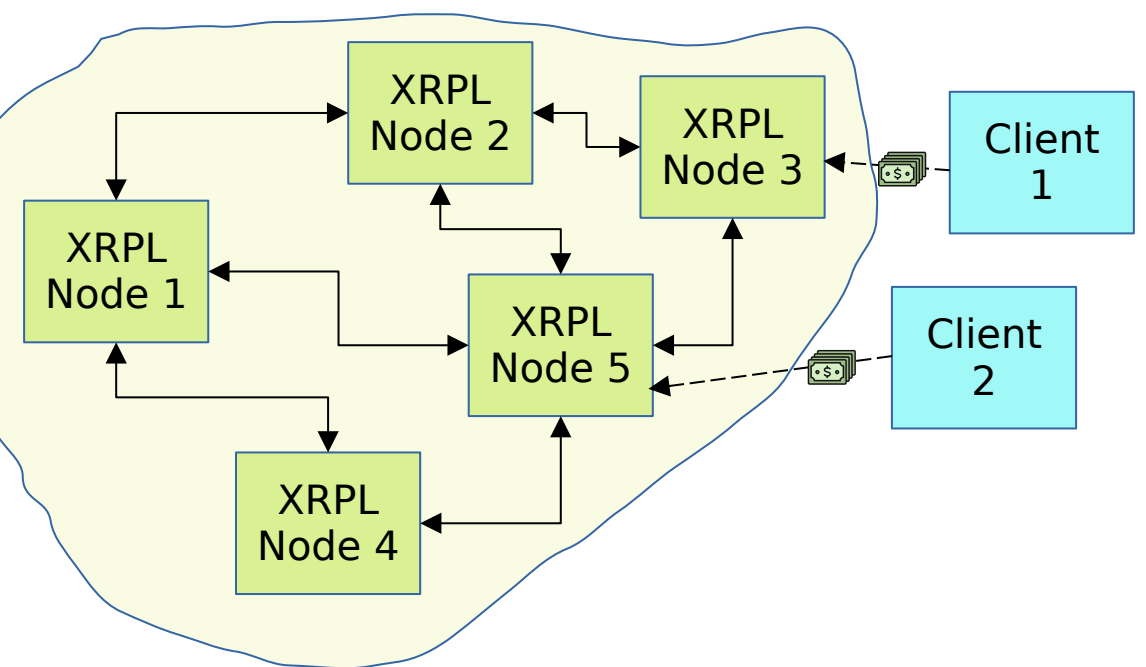 XRPL
Node 2
XRPL
Node 3
Client
1
XRPL
Node 1
XRPL
Node 5
Client
2
XRPL
Node 4
$
$